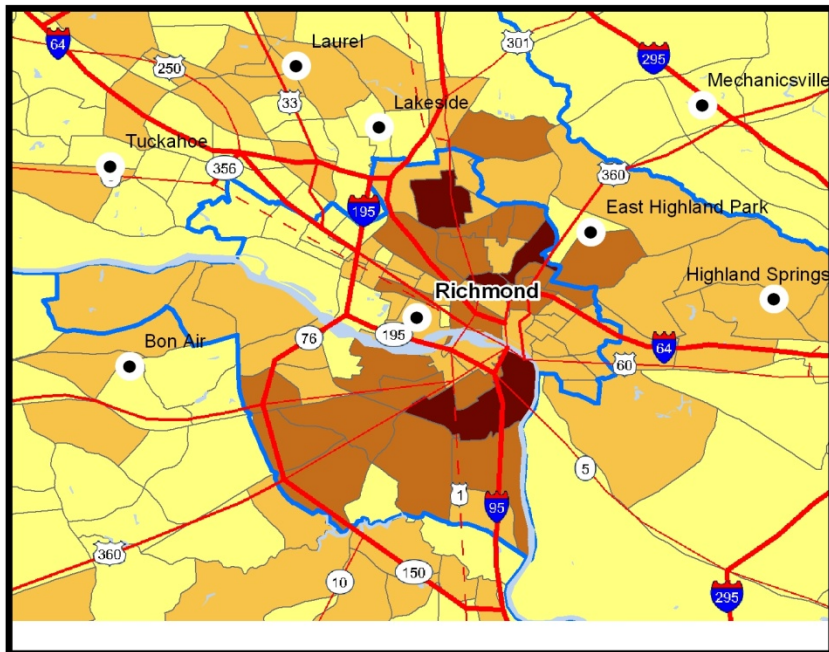 64
250
Laurel
33
301
295
Mechanicsville
Lakeside
Tuckahoe
356
360
195
East Highland Park
Richmond
Highland Springs
76
195
Bon Air
64
60
5
1
95
360
10
150
295